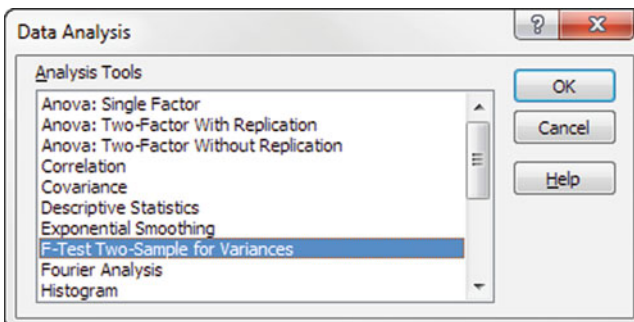 Data Analysis
?
X
Analysis Tools
Anova: Single Factor
Anova: Two-Factor With Replication
Anova: Two-Factor Without Replication
Correlation
Covariance
Descriptive Statistics
Exponential Smoothing
F-Test Two-Sample for Variances
Fourier Analysis
Histogram
OK
Cancel
Help